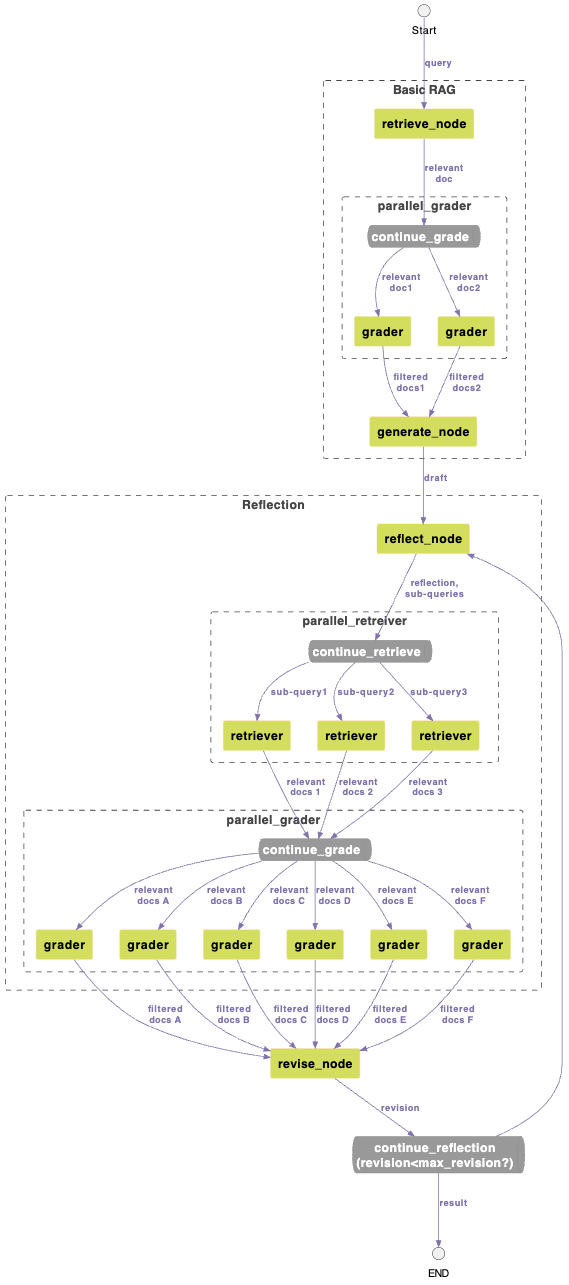 Start
query
Basic RAG
retrieve_node
relevant
doc
parallel_grader
continue_grade
relevant
doc1
relevant
doc2
grader
grader
filtered
docs1
filtered
docs2
generate_node
draft
Reflection
reflect_node
reflection,
sub-queries
parallel_retreiver
continue_retrieve
sub-query1
sub-query2
sub-query3
retriever
retriever
retriever
relevant
docs 1
relevant
docs 2
relevant
docs 3
parallel_grader
continue_grade
relevant
docs A
relevant
docs B
relevant
docs C
relevant
docs D
relevant
docs E
relevant
docs F
grader
grader
grader
grader
grader
grader
filtered
docs A
filtered
docs B
filtered
docs C
filtered
docs D
filtered
docs E
filtered
docs F
revise_node
revision
continue_reflection
(revision<max_revision?)
result
END